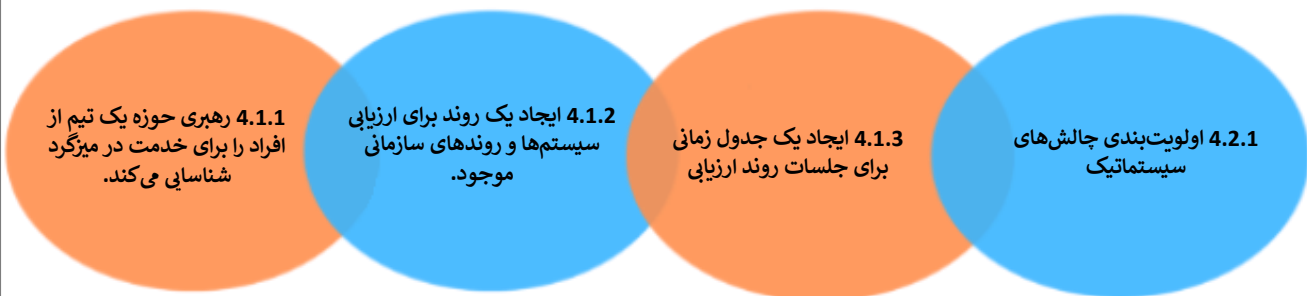 4.1.1 رهبری حوزه یک تیم از
افراد را برای خدمت در میزگرد
شناسایی می‌کند.
4.1.2 ایجاد یک روند برای ارزیابی
سیستم‌ها و روندهای سازمانی
موجود.
4.1.3 ایجاد یک جدول زمانی
برای جلسات روند ارزیابی
4.2.1 اولویت‌بندی چالش‌های
سیستماتیک